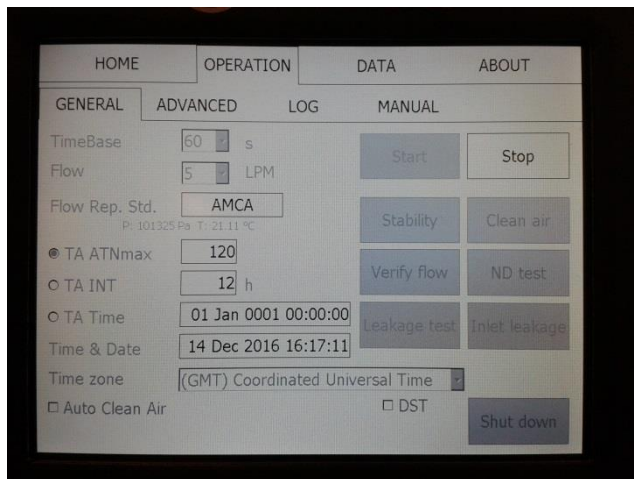 HOME OPERATION DATA ABOUT
GENERAL ADVANCED LOG MANUAL
TimeBase 60 s Start Stop
Flow 5 LPM
Flow Rep. Std. AMCA Stability Clean air
P: 101325 Pa T: 21.11 °C
TA ATNmax 120
TA INT 12 h Verify flow ND test
TA Time 01 Jan 0001 00:00:00 Leakage test Inlet leakage
Time & Date 14 Dec 2016 16:17:11
Time zone (GMT) Coordinated Universal Time
Auto Clean Air DST Shut down